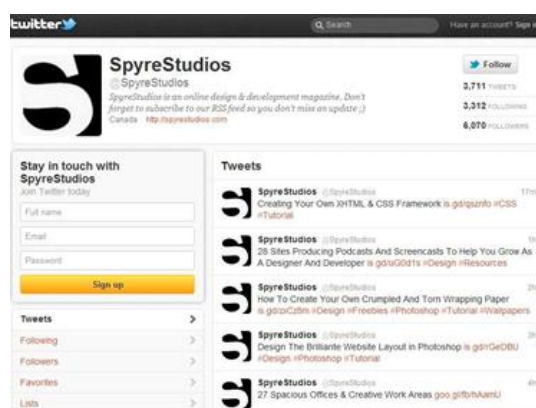 twitter
Search
Have an account? Sign in
SpyreStudios
@SpyreStudios
SpyreStudios is an online design & development magazine. Don't
forget to subscribe to our RSS feed so you don't miss an update ;)
Canada http://spyrestudios.com
Follow
3,711 TWEETS
3,312 FOLLOWING
6,070 FOLLOWERS
Stay in touch with
SpyreStudios
Join Twitter today
Full name
Email
Password
Sign up
Tweets
Following
Followers
Favorites
Lists
Tweets
SpyreStudios @SpyreStudios 17m
Creating Your Own XHTML & CSS Framework #CSS
#Tutorial
SpyreStudios @SpyreStudios
28 Sites Producing Podcasts And Screencasts To Help You Grow As
A Designer And Developer is.gd/uG0d1s #Design #Resources
SpyreStudios @SpyreStudios
How To Create Your Own Crumpled And Torn Wrapping Paper
#Design #Freebies #Photoshop #Tutorial #Wallpapers
SpyreStudios @SpyreStudios
Design The Brilliante Website Layout in Photoshop is.gd/rGeDBU
#Design #Photoshop #Tutorial
SpyreStudios @SpyreStudios
27 Spacious Offices & Creative Work Areas